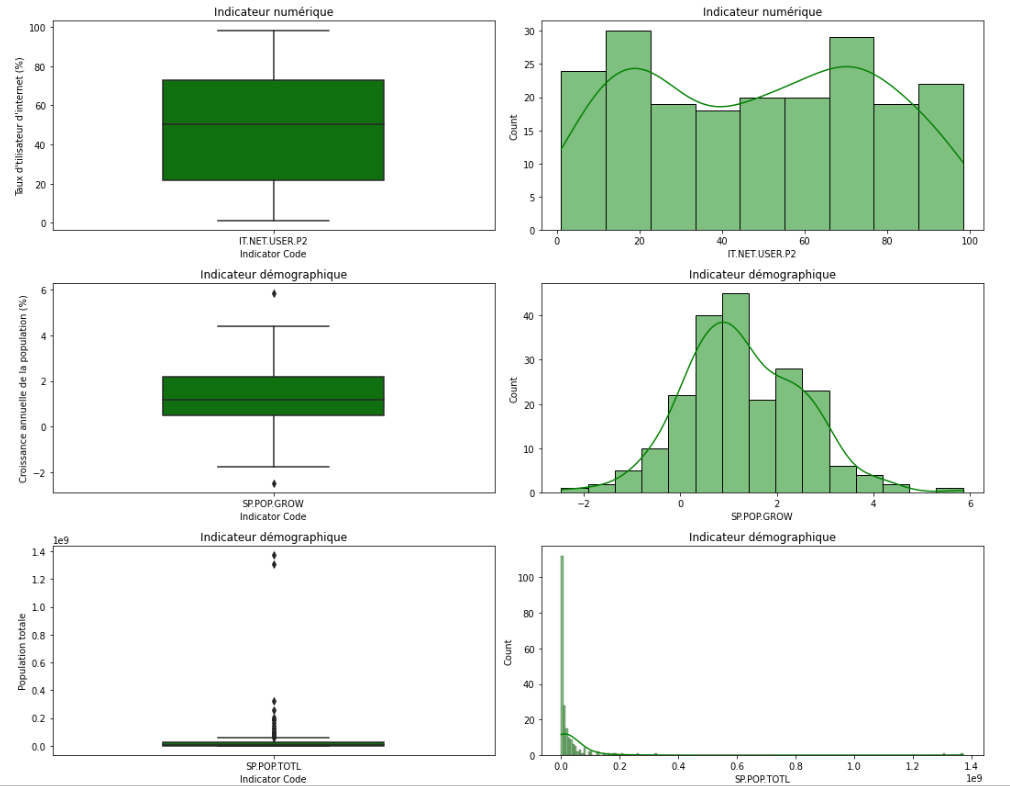 Indicateur numérique
100
80
60
40
20
0
Taux d'tilisateur d'internet (%)
IT.NET.USER.P2
Indicator Code
Indicateur numérique
30
25
20
15
10
5
0
Count
0 20 40 60 80 100
IT.NET.USER.P2
Indicateur démographique
6
4
2
0
−2
Croissance annuelle de la population (%)
SP.POP.GROW
Indicator Code
Indicateur démographique
40
30
20
10
0
Count
−2 0 2 4 6
SP.POP.GROW
Indicateur démographique
1e9
1.4
1.2
1.0
0.8
0.6
0.4
0.2
0.0
Population totale
SP.POP.TOTL
Indicator Code
Indicateur démographique
100
80
60
40
20
0
Count
0.0 0.2 0.4 0.6 0.8 1.0 1.2 1.4
SP.POP.TOTL
1e9